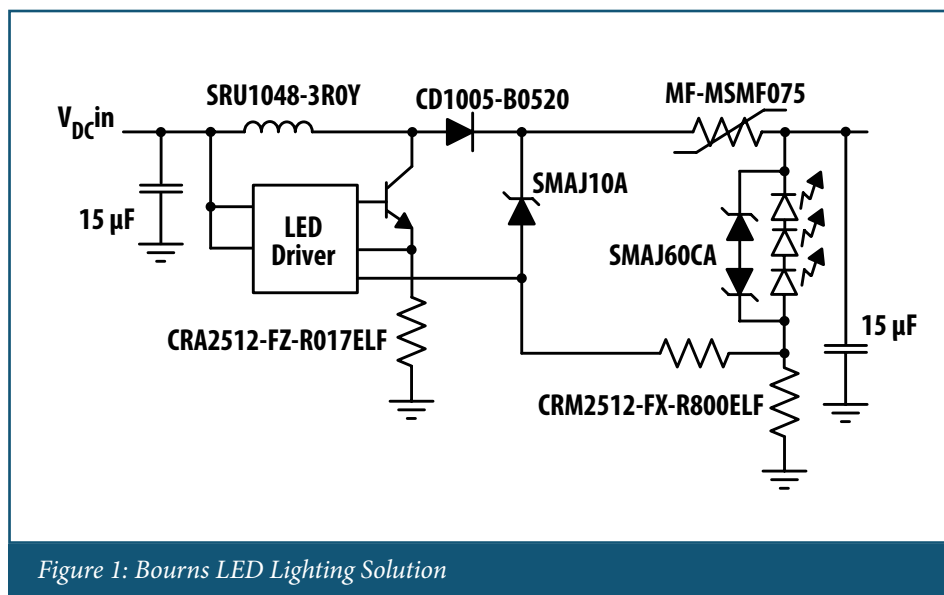 SRU1048-3R0Y
CD1005-B0520
MF-MSMF075
VDCin
SMAJ10A
15 µF
LED
Driver
SMAJ60CA
15 µF
CRA2512-FZ-R017ELF
CRM2512-FX-R800ELF
Figure 1: Bourns LED Lighting Solution